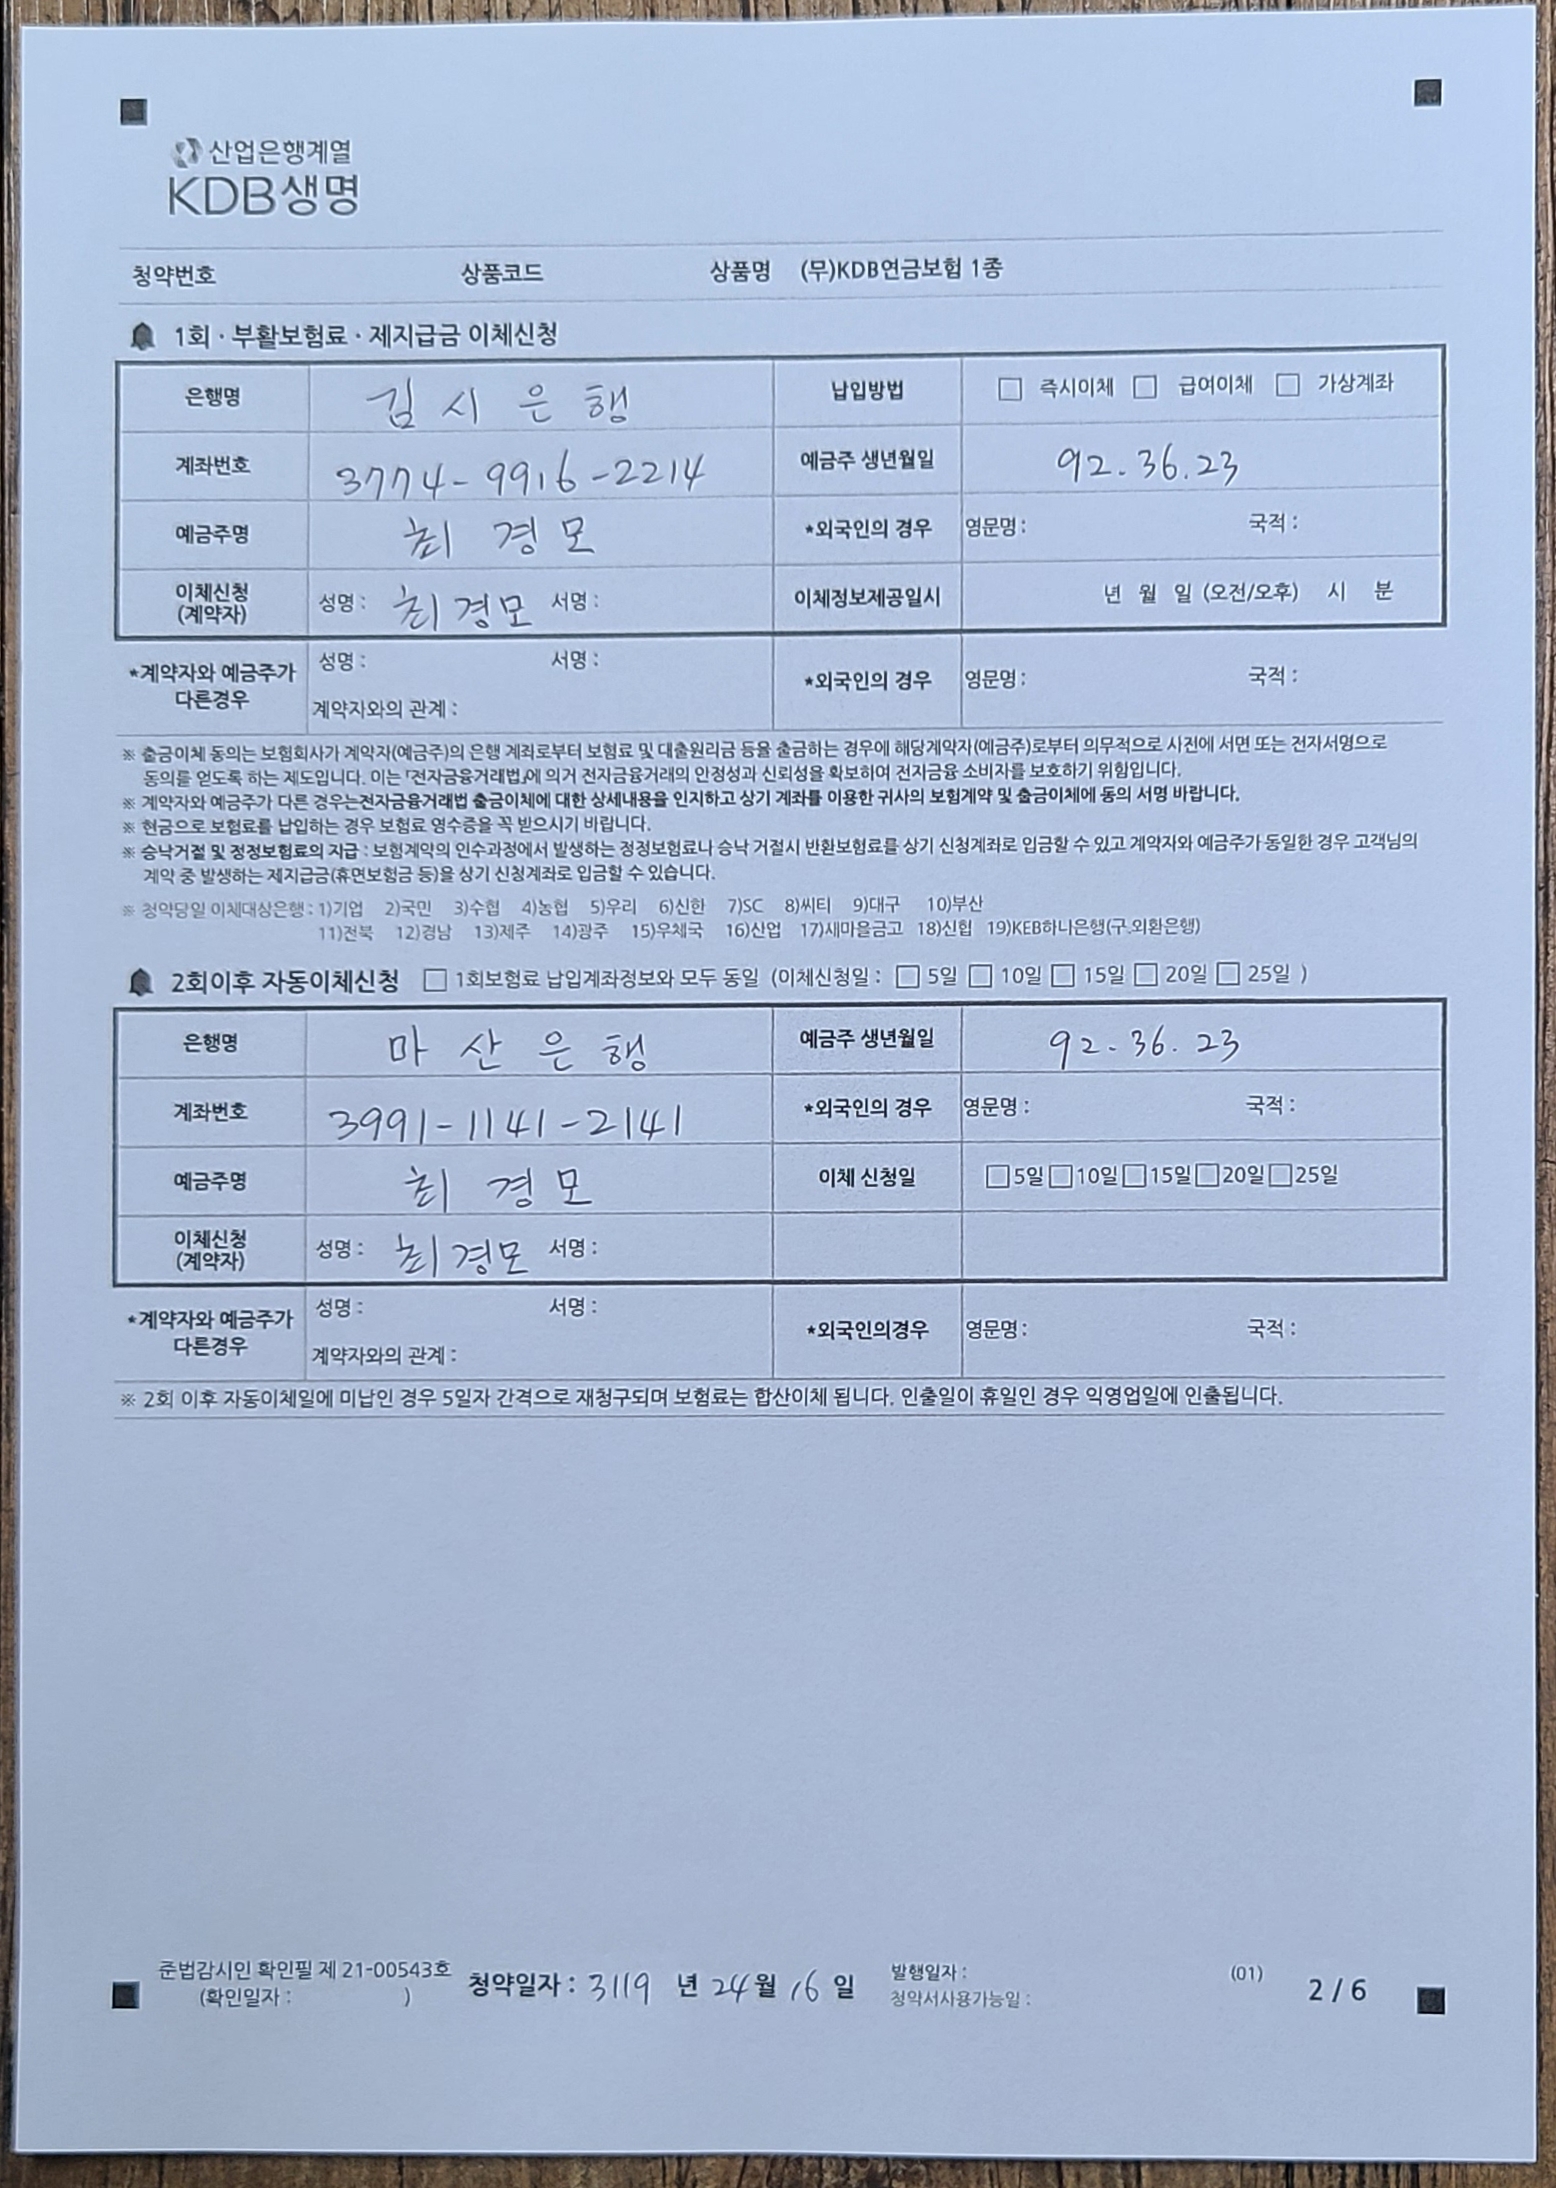 산업은행계열
KDB생명
청약번호 상품코드 상품명 (무)KDB연금보험 1종
1회 · 부활보험료 · 제지급금 이체신청
은행명 김시은행 납입방법 □ 즉시이체 □ 급여이체 □ 가상계좌
계좌번호 3774-9916-2214 예금주 생년월일 92.36.23
예금주명 최경모 *외국인의 경우 영문명 : 국적 :
이체신청 (계약자) 성명 : 최경모 서명 : 이체정보제공일시 년 월 일 (오전/오후) 시 분
*계약자와 예금주가 다른경우 성명 : 서명 : *외국인의 경우 영문명 : 국적 :
계약자와의 관계 :
※ 출금이체 동의는 보험회사가 계약자(예금주)의 은행 계좌로부터 보험료 및 대출원리금 등을 출금하는 경우에 해당계약자(예금주)로부터 의무적으로 사전에 서면 또는 전자서명으로
동의를 얻도록 하는 제도입니다. 이는 「전자금융거래법」에 의거 전자금융거래의 안정성과 신뢰성을 확보하여 전자금융 소비자를 보호하기 위함입니다.
※ 계약자와 예금주가 다른 경우는전자금융거래법 출금이체에 대한 상세내용을 인지하고 상기 계좌를 이용한 귀사의 보험계약 및 출금이체에 동의 서명 바랍니다.
※ 현금으로 보험료를 납입하는 경우 보험료 영수증을 꼭 받으시기 바랍니다.
※ 승낙거절 및 정정보험료의 지급 : 보험계약의 인수과정에서 발생하는 정정보험료나 승낙 거절시 반환보험료를 상기 신청계좌로 입금할 수 있고 계약자와 예금주가 동일한 경우 고객님의
계약 중 발생하는 제지급금(휴면보험금 등)을 상기 신청계좌로 입금할 수 있습니다.
※ 청약당일 이체대상은행 : 1)기업 2)국민 3)수협 4)농협 5)우리 6)신한 7)SC 8)씨티 9)대구 10)부산
11)전북 12)경남 13)제주 14)광주 15)우체국 16)산업 17)새마을금고 18)신협 19)KEB하나은행(구.외환은행)
2회이후 자동이체신청 □ 1회보험료 납입계좌정보와 모두 동일 (이체신청일 : □ 5일 □ 10일 □ 15일 □ 20일 □ 25일 )
은행명 마산은행 예금주 생년월일 92.36.23
계좌번호 3991-1141-2141 *외국인의 경우 영문명 : 국적 :
예금주명 최경모 이체 신청일 □5일□10일□15일□20일□25일
이체신청 (계약자) 성명 : 최경모 서명 :
*계약자와 예금주가 다른경우 성명 : 서명 : *외국인의경우 영문명 : 국적 :
계약자와의 관계 :
※ 2회 이후 자동이체일에 미납인 경우 5일자 간격으로 재청구되며 보험료는 합산이체 됩니다. 인출일이 휴일인 경우 익영업일에 인출됩니다.
준법감시인 확인필 제 21-00543호 청약일자 : 3119 년 24월 16 일 발행일자 : (01) 2 / 6
(확인일자 : ) 청약서사용가능일 :